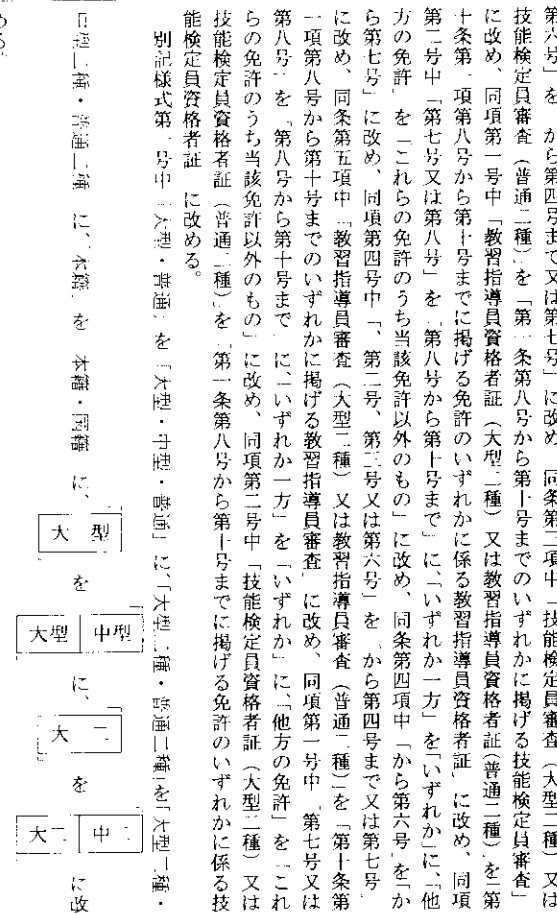 第六号」を「から第四号まで又は第七号」に改め、同条第二項中「技能検定員審査(大型二種)又は
技能検定員審査(普通二種)」を「第一条第八号から第十号までのいずれかに掲げる技能検定員審査」
に改め、同項第一号中「教習指導員資格者証(大型二種)又は教習指導員資格者証(普通二種)」を「第
十条第一項第八号から第十号までに掲げる免許のいずれかに係る教習指導員資格者証」に改め、同項
第二号中「第七号又は第八号」を「第八号から第十号まで」に、「いずれか一方」を「いずれか」に、「他
方の免許」を「これらの免許のうち当該免許以外のもの」に改め、同条第四項中「から第六号」を「か
ら第七号」に改め、同項第四号中「、第二号、第三号又は第六号」を「から第四号まで又は第七号」
に改め、同条第五項中「教習指導員審査(大型二種)又は教習指導員審査(普通二種)」を「第十条第
一項第八号から第十号までのいずれかに掲げる教習指導員審査」に改め、同項第一号中「第七号又は
第八号」を「第八号から第十号まで」に、「いずれか一方」を「いずれか」に、「他方の免許」を「これ
らの免許のうち当該免許以外のもの」に改め、同項第二号中「技能検定員資格者証(大型二種)又は
技能検定員資格者証(普通二種)」を「第一条第八号から第十号までに掲げる免許のいずれかに係る技
能検定員資格者証」に改める。
別記様式第一号中「大型・普通」を「大型・中型・普通」に、「大型二種・普通二種」を「大型二種・
中型二種・普通二種」に、「本籍」を「本籍・国籍」に、
大型
を
大型 中型
に、
大二
を
大二 中二
に改
める。